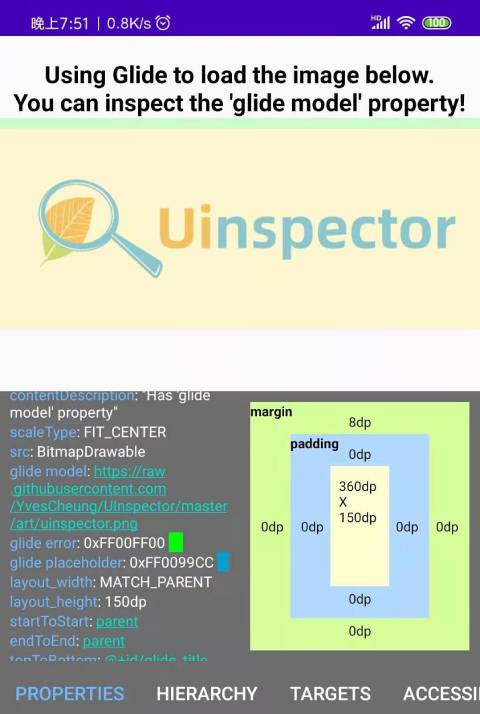 晚上7:51 | 0.8K/s
HD
100
Using Glide to load the image below.
You can inspect the 'glide model' property!
Uinspector
contentDescription: "Has 'glide
model' property"
scaleType: FIT_CENTER
src: BitmapDrawable
glide model: https://raw
.githubusercontent.com
/YvesCheung/UInspector/master
/art/uinspector.png
glide error: 0xFF00FF00
glide placeholder: 0xFF0099CC
layout_width: MATCH_PARENT
layout_height: 150dp
startToStart: parent
endToEnd: parent
topToBottom: @+id/glide_title
margin
8dp
padding
0dp
360dp
X
150dp
0dp 0dp 0dp 0dp
0dp
0dp
PROPERTIES HIERARCHY TARGETS ACCESSI